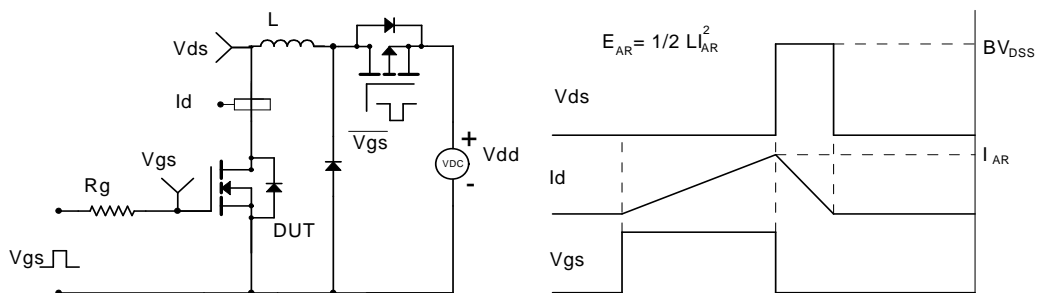 L
Vds
Id
Vgs
Vgs
+
VDC
Vdd
-
Rg
DUT
Vgs
E_AR = 1/2 LI_AR^2
BV_DSS
Vds
I_AR
Id
Vgs